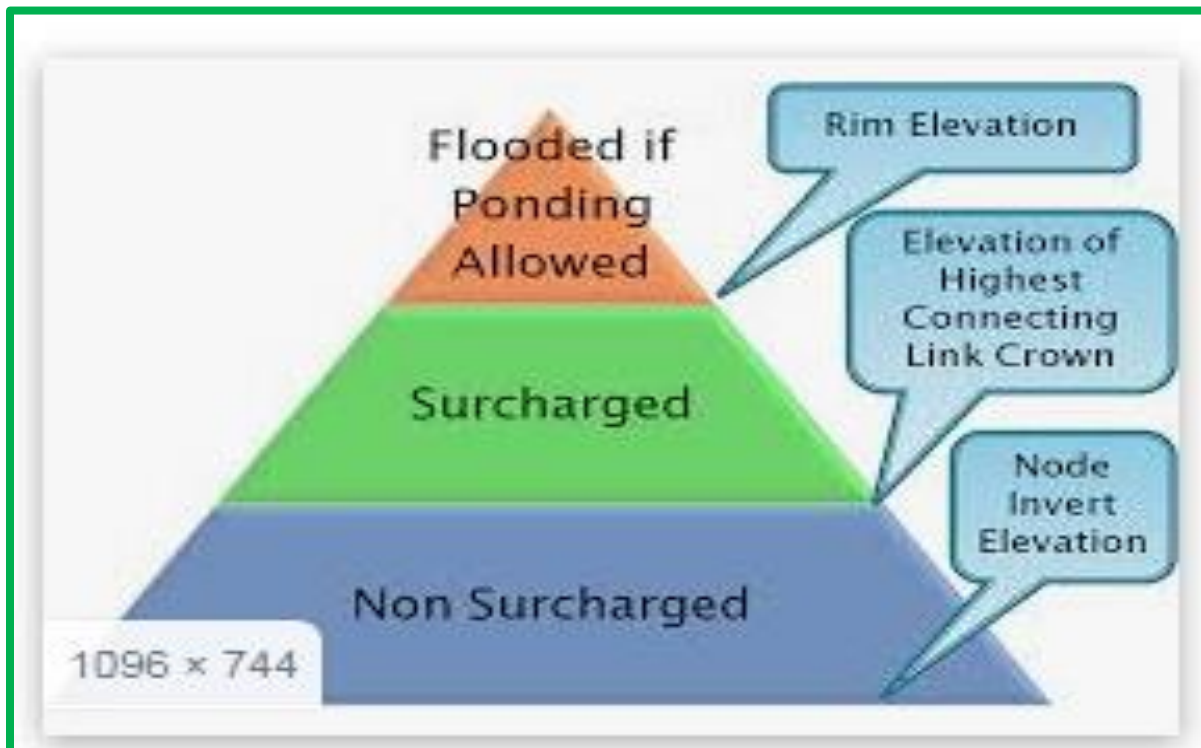 Flooded if
Ponding
Allowed
Rim Elevation
Elevation of
Highest
Connecting
Link Crown
Surcharged
Node
Invert
Elevation
Non Surcharged
1096 × 744